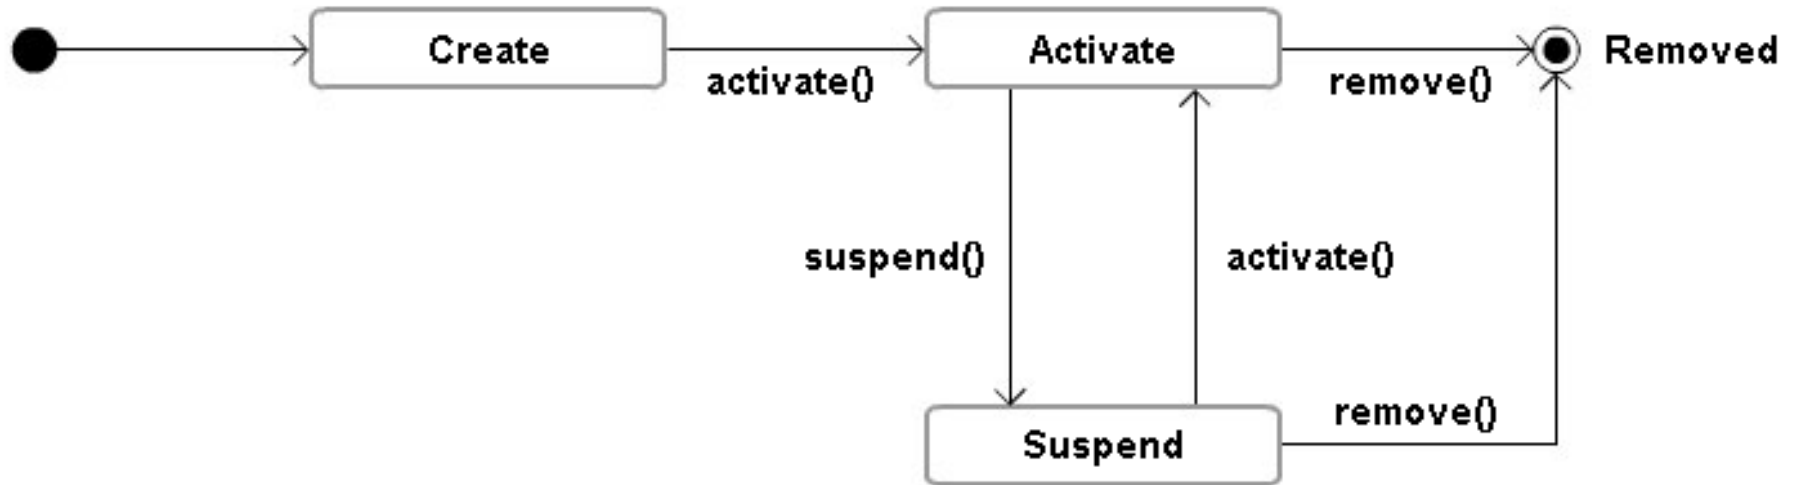 Create
activate()
Activate
remove()
Removed
suspend()
activate()
Suspend
remove()